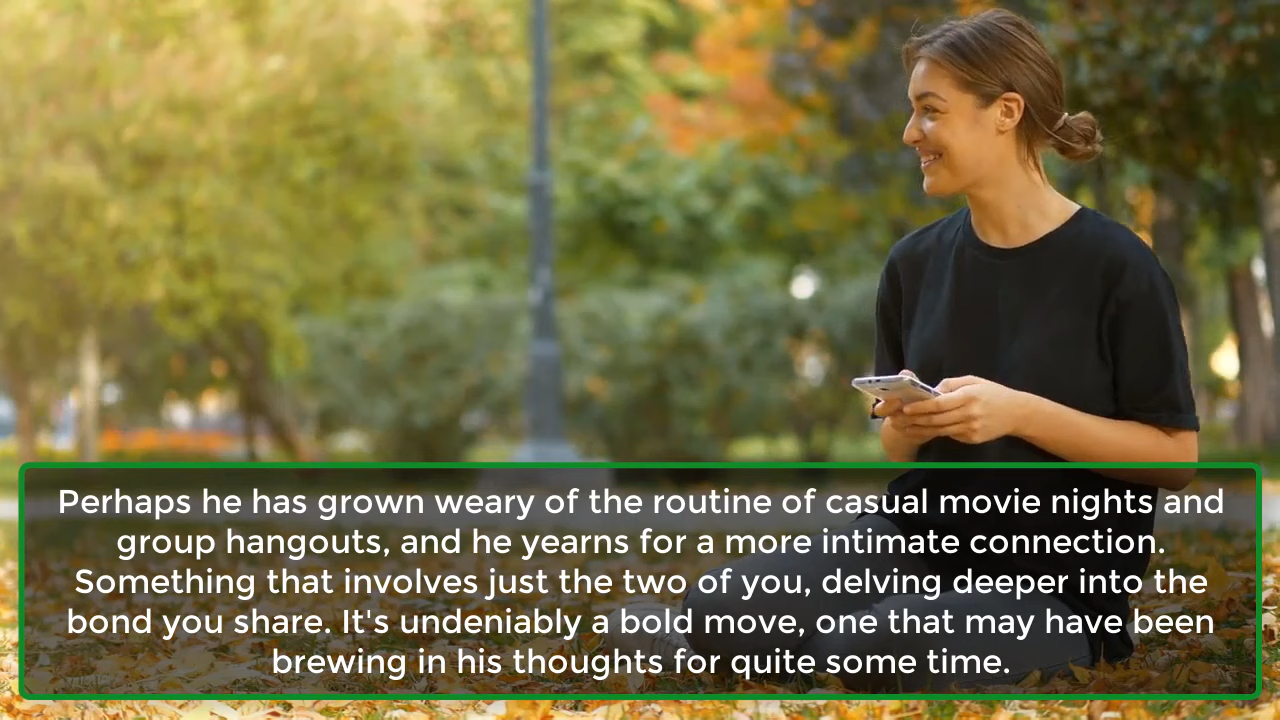 Perhaps he has grown weary of the routine of casual movie nights and
group hangouts, and he yearns for a more intimate connection.
Something that involves just the two of you, delving deeper into the
bond you share. It's undeniably a bold move, one that may have been
brewing in his thoughts for quite some time.